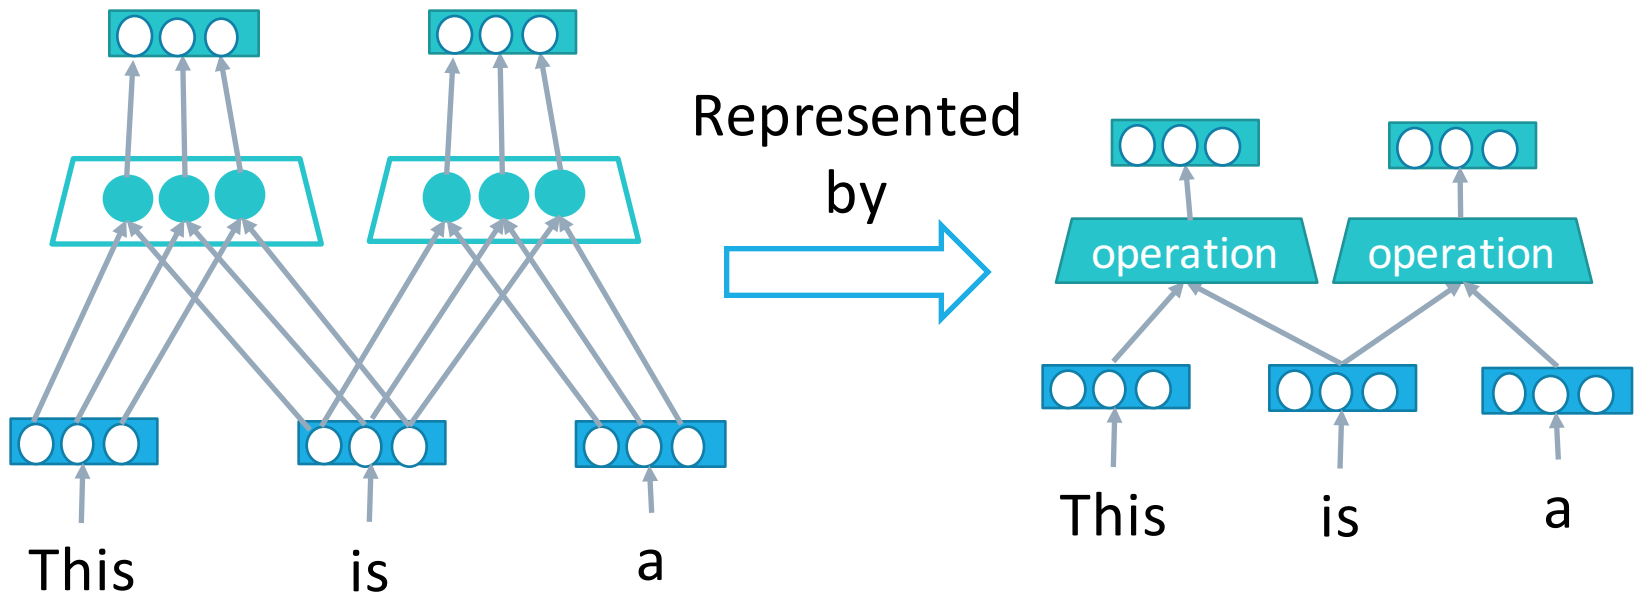 This is a
Represented
by
operation operation
This is a